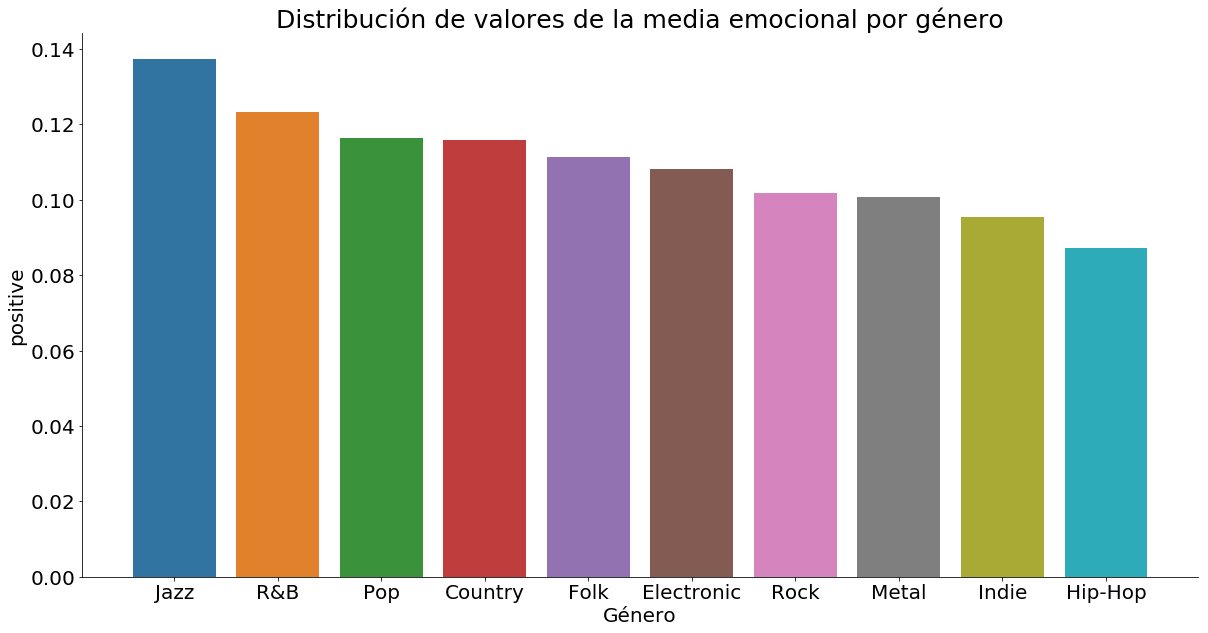 Distribución de valores de la media emocional por género
0.14
0.12
0.10
0.08
0.06
0.04
0.02
0.00
positive
Jazz R&B Pop Country Folk Electronic Rock Metal Indie Hip-Hop
Género